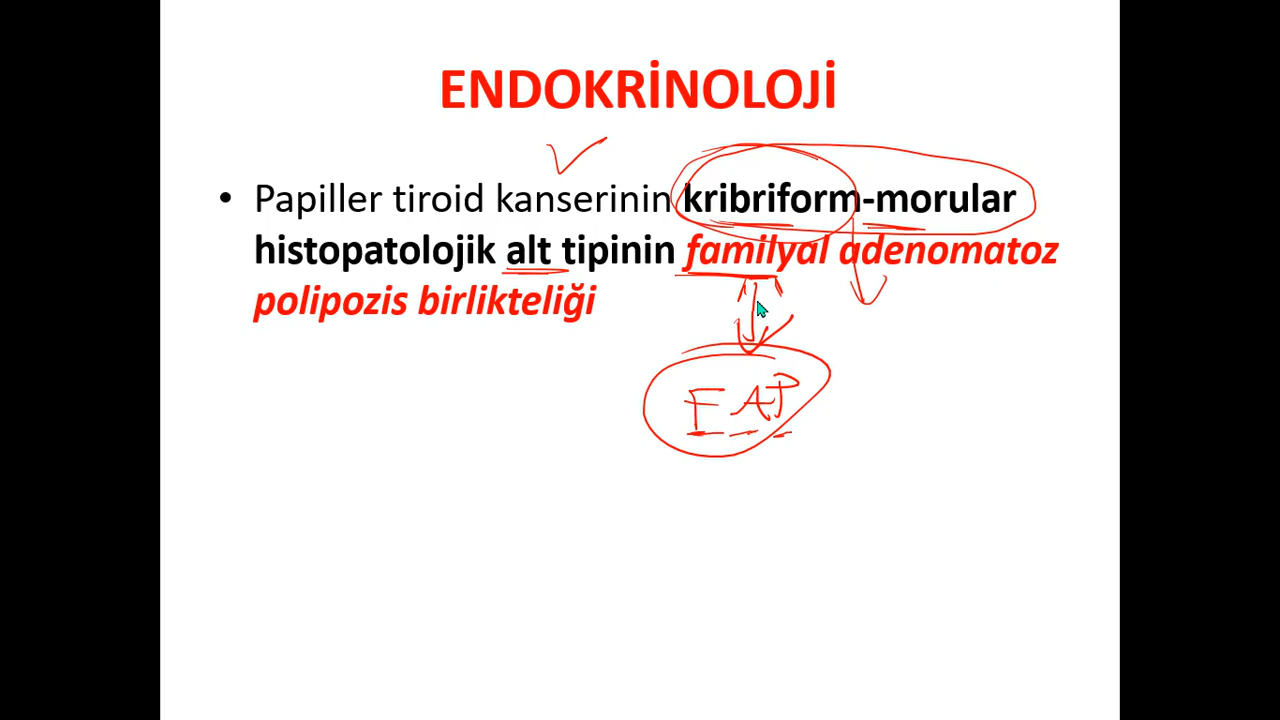 ENDOKRİNOLOJİ
• Papiller tiroid kanserinin kribriform-morular
histopatolojik alt tipinin familyal adenomatoz
polipozis birlikteliği
FAP